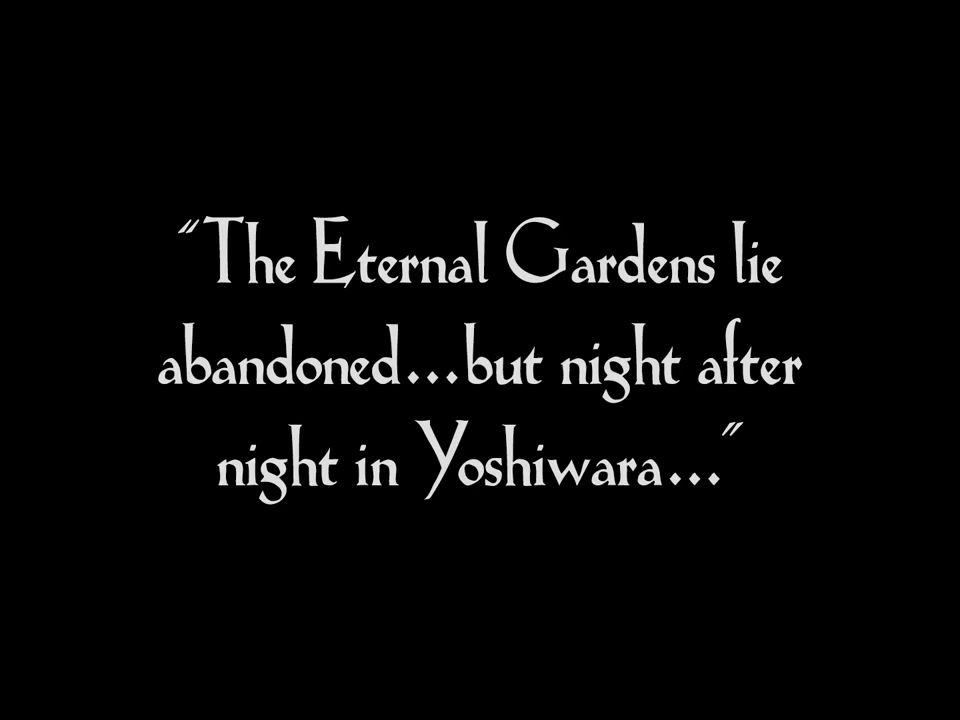 "The Eternal Gardens lie
abandoned...but night after
night in Yoshiwara..."